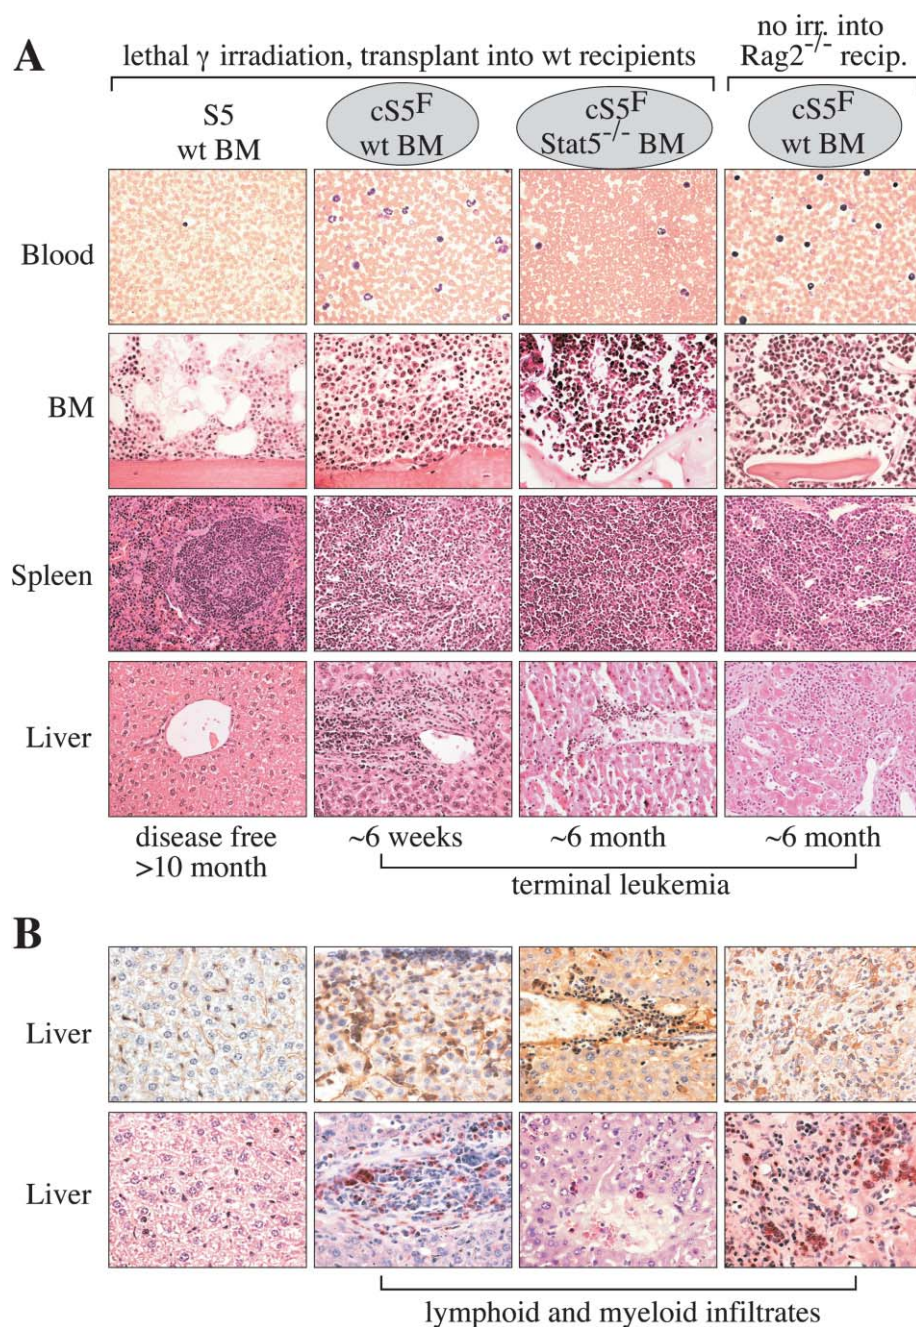 A
lethal γ irradiation, transplant into wt recipients
no irr. into
Rag2-/- recip.
S5
wt BM
cS5F
wt BM
cS5F
Stat5-/- BM
cS5F
wt BM
Blood
BM
Spleen
Liver
disease free
>10 month
~6 weeks
~6 month
~6 month
terminal leukemia
B
Liver
Liver
lymphoid and myeloid infiltrates